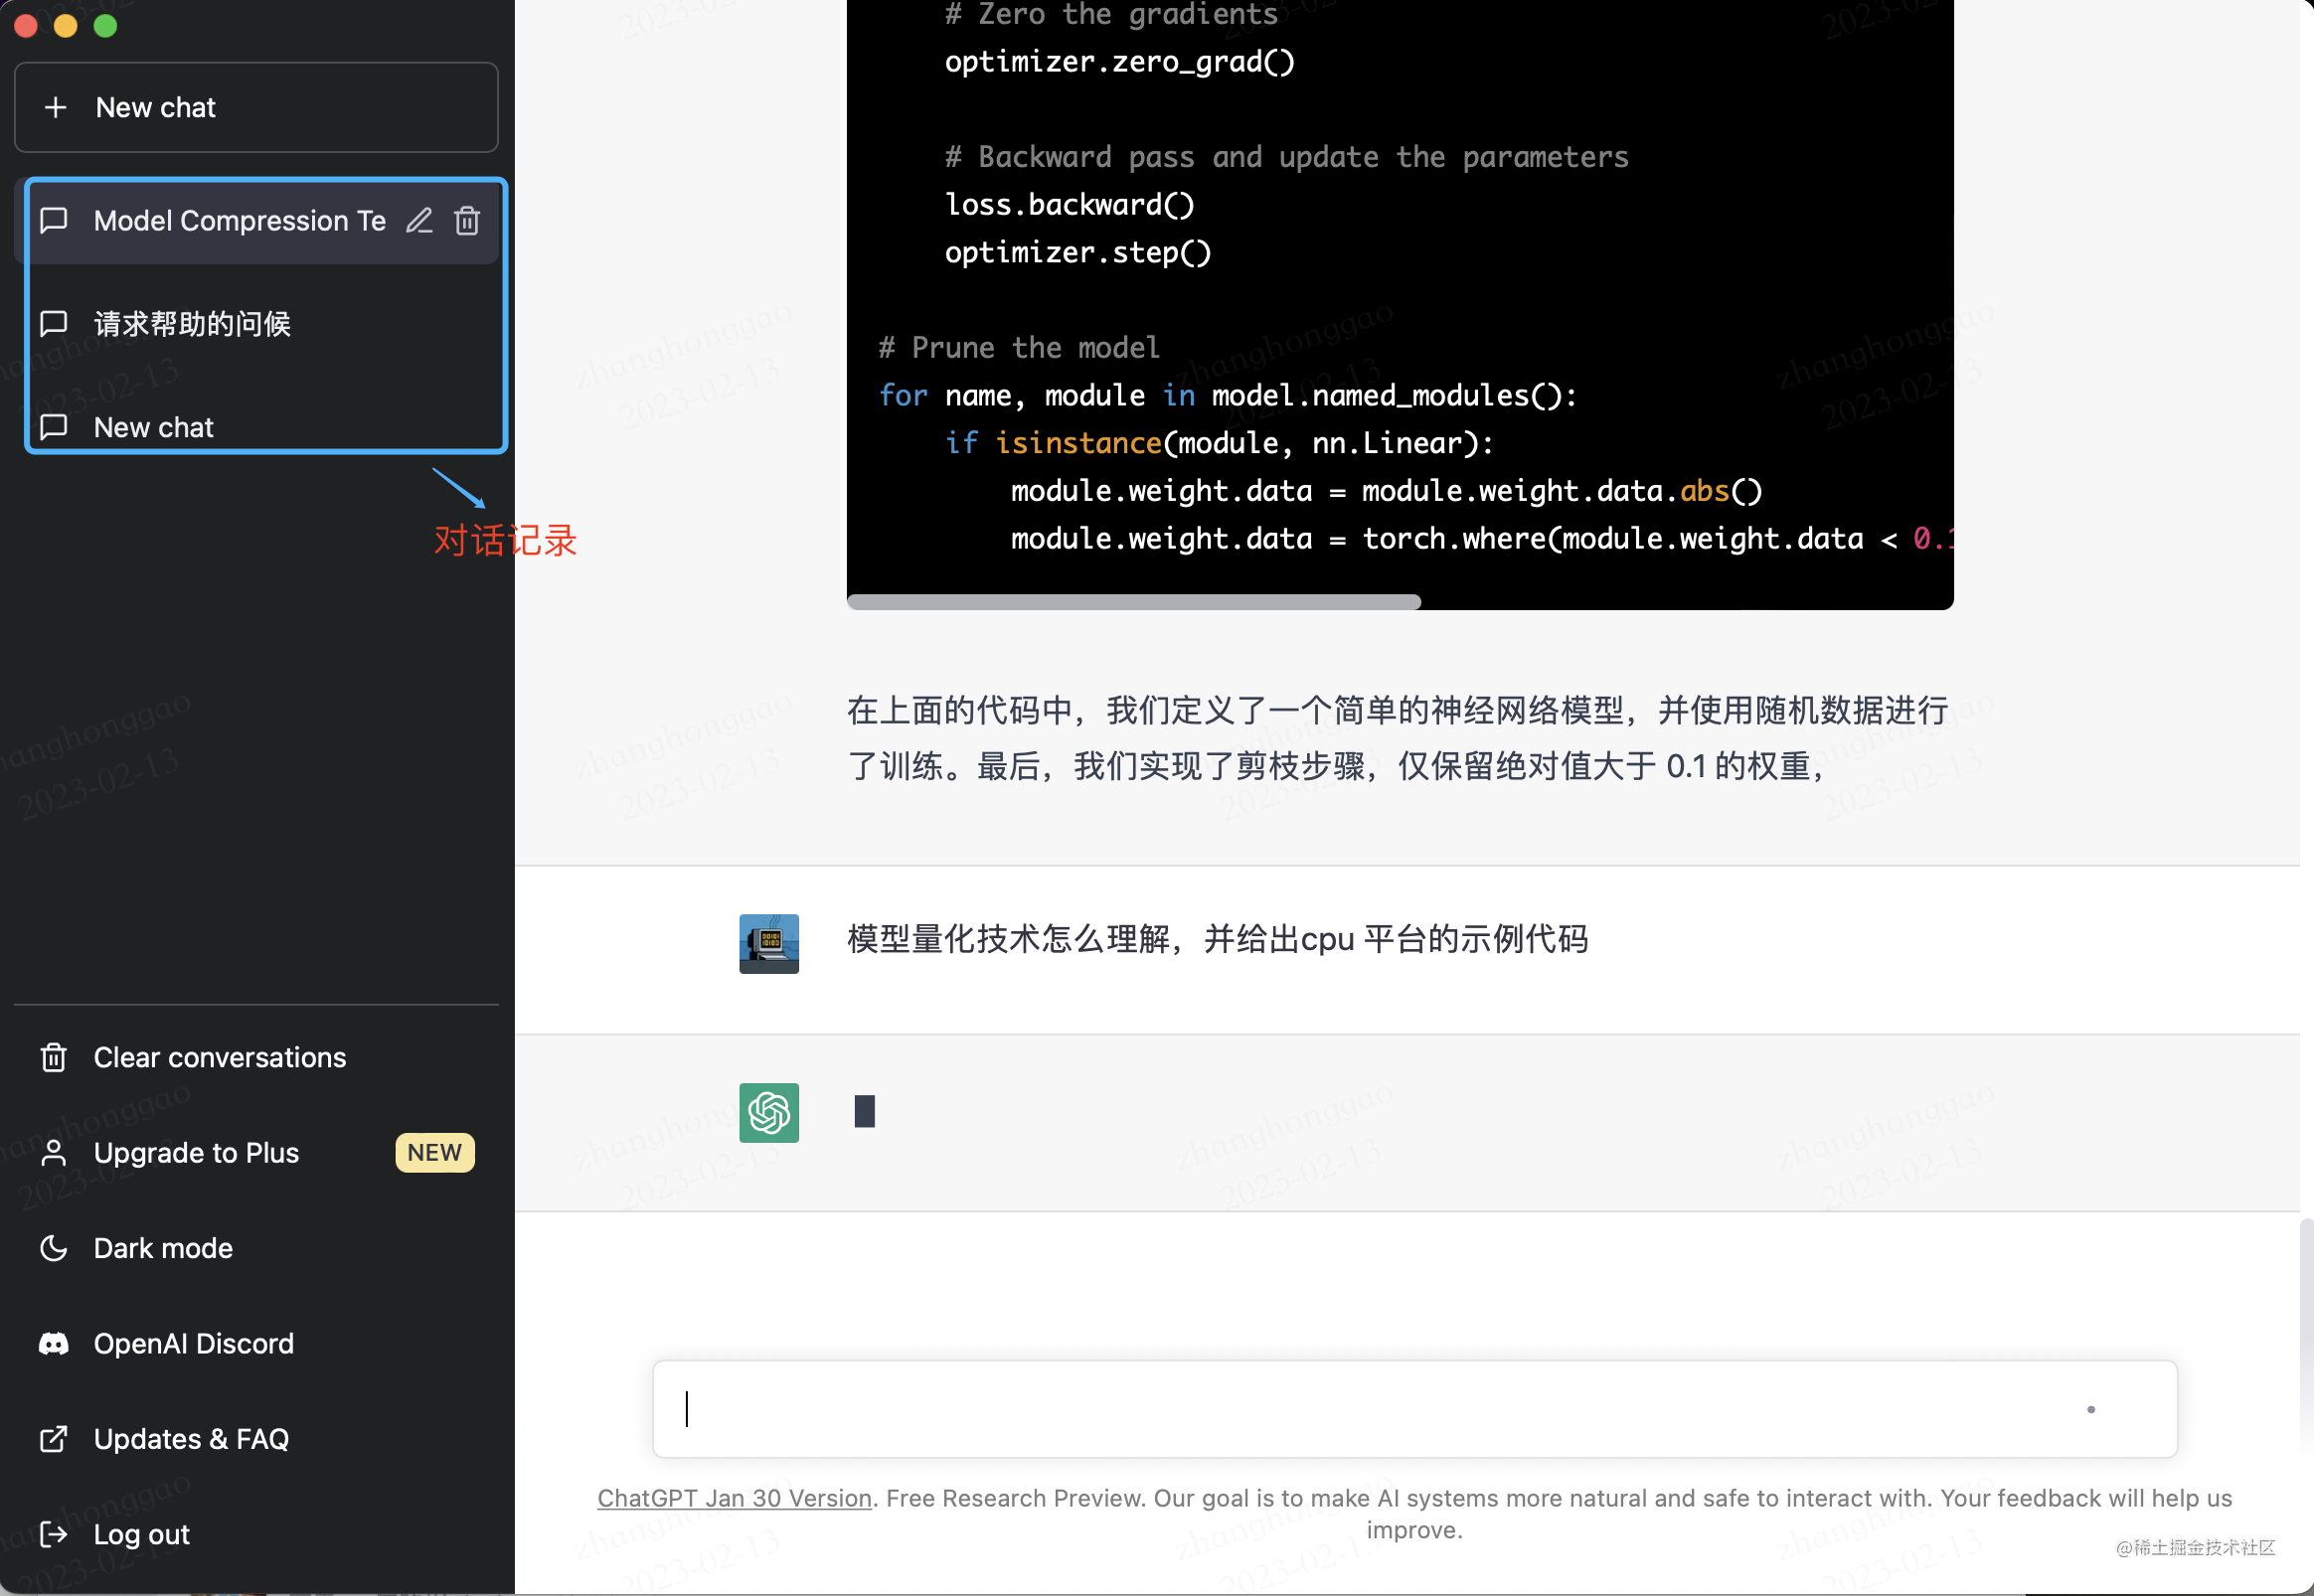 New chat
Model Compression Te
请求帮助的问候
New chat
对话记录
Clear conversations
Upgrade to Plus
NEW
Dark mode
OpenAI Discord
Updates & FAQ
Log out
# Zero the gradients
optimizer.zero_grad()
# Backward pass and update the parameters
loss.backward()
optimizer.step()
# Prune the model
for name, module in model.named_modules():
if isinstance(module, nn.Linear):
module.weight.data = module.weight.data.abs()
module.weight.data = torch.where(module.weight.data < 0.1
在上面的代码中，我们定义了一个简单的神经网络模型，并使用随机数据进行
了训练。最后，我们实现了剪枝步骤，仅保留绝对值大于 0.1 的权重，
模型量化技术怎么理解，并给出cpu 平台的示例代码
ChatGPT Jan 30 Version. Free Research Preview. Our goal is to make AI systems more natural and safe to interact with. Your feedback will help us
improve.
@稀土掘金技术社区
zhanghonggao
2023-02-13